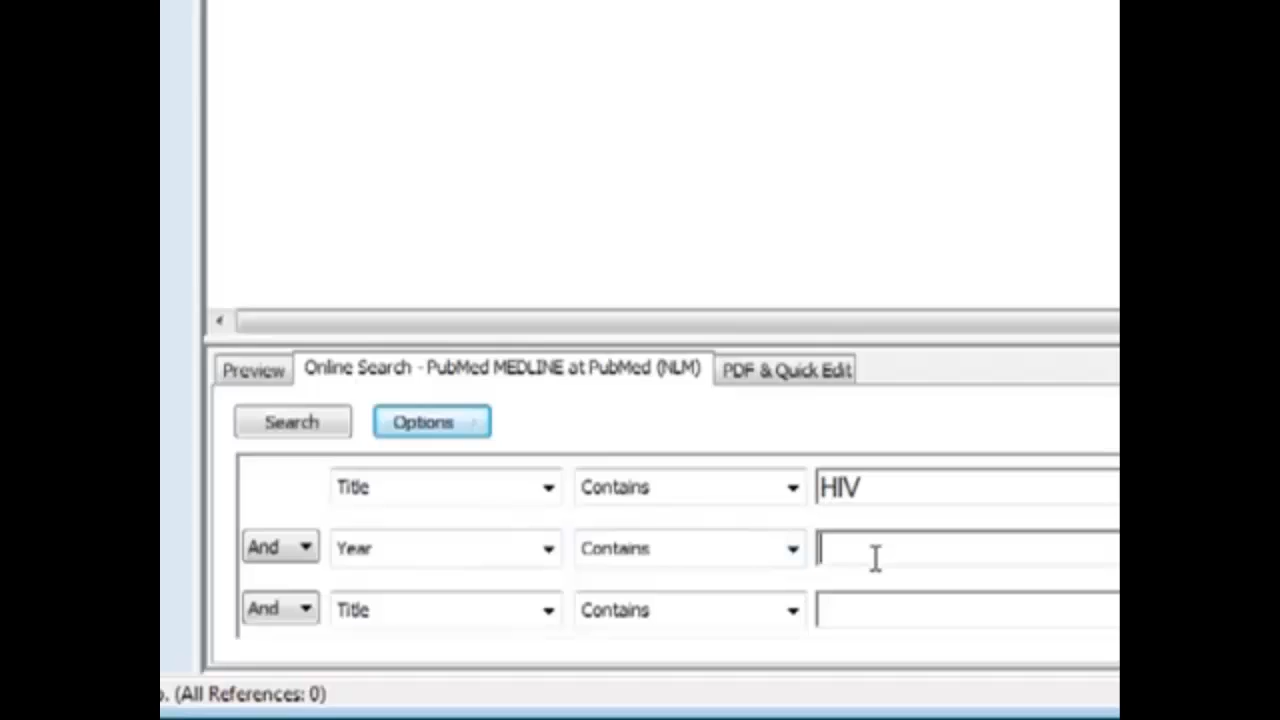 Preview Online Search - PubMed MEDLINE at PubMed (NLM) PDF & Quick Edit
Search Options
Title Contains HIV
And Year Contains
And Title Contains
(All References: 0)